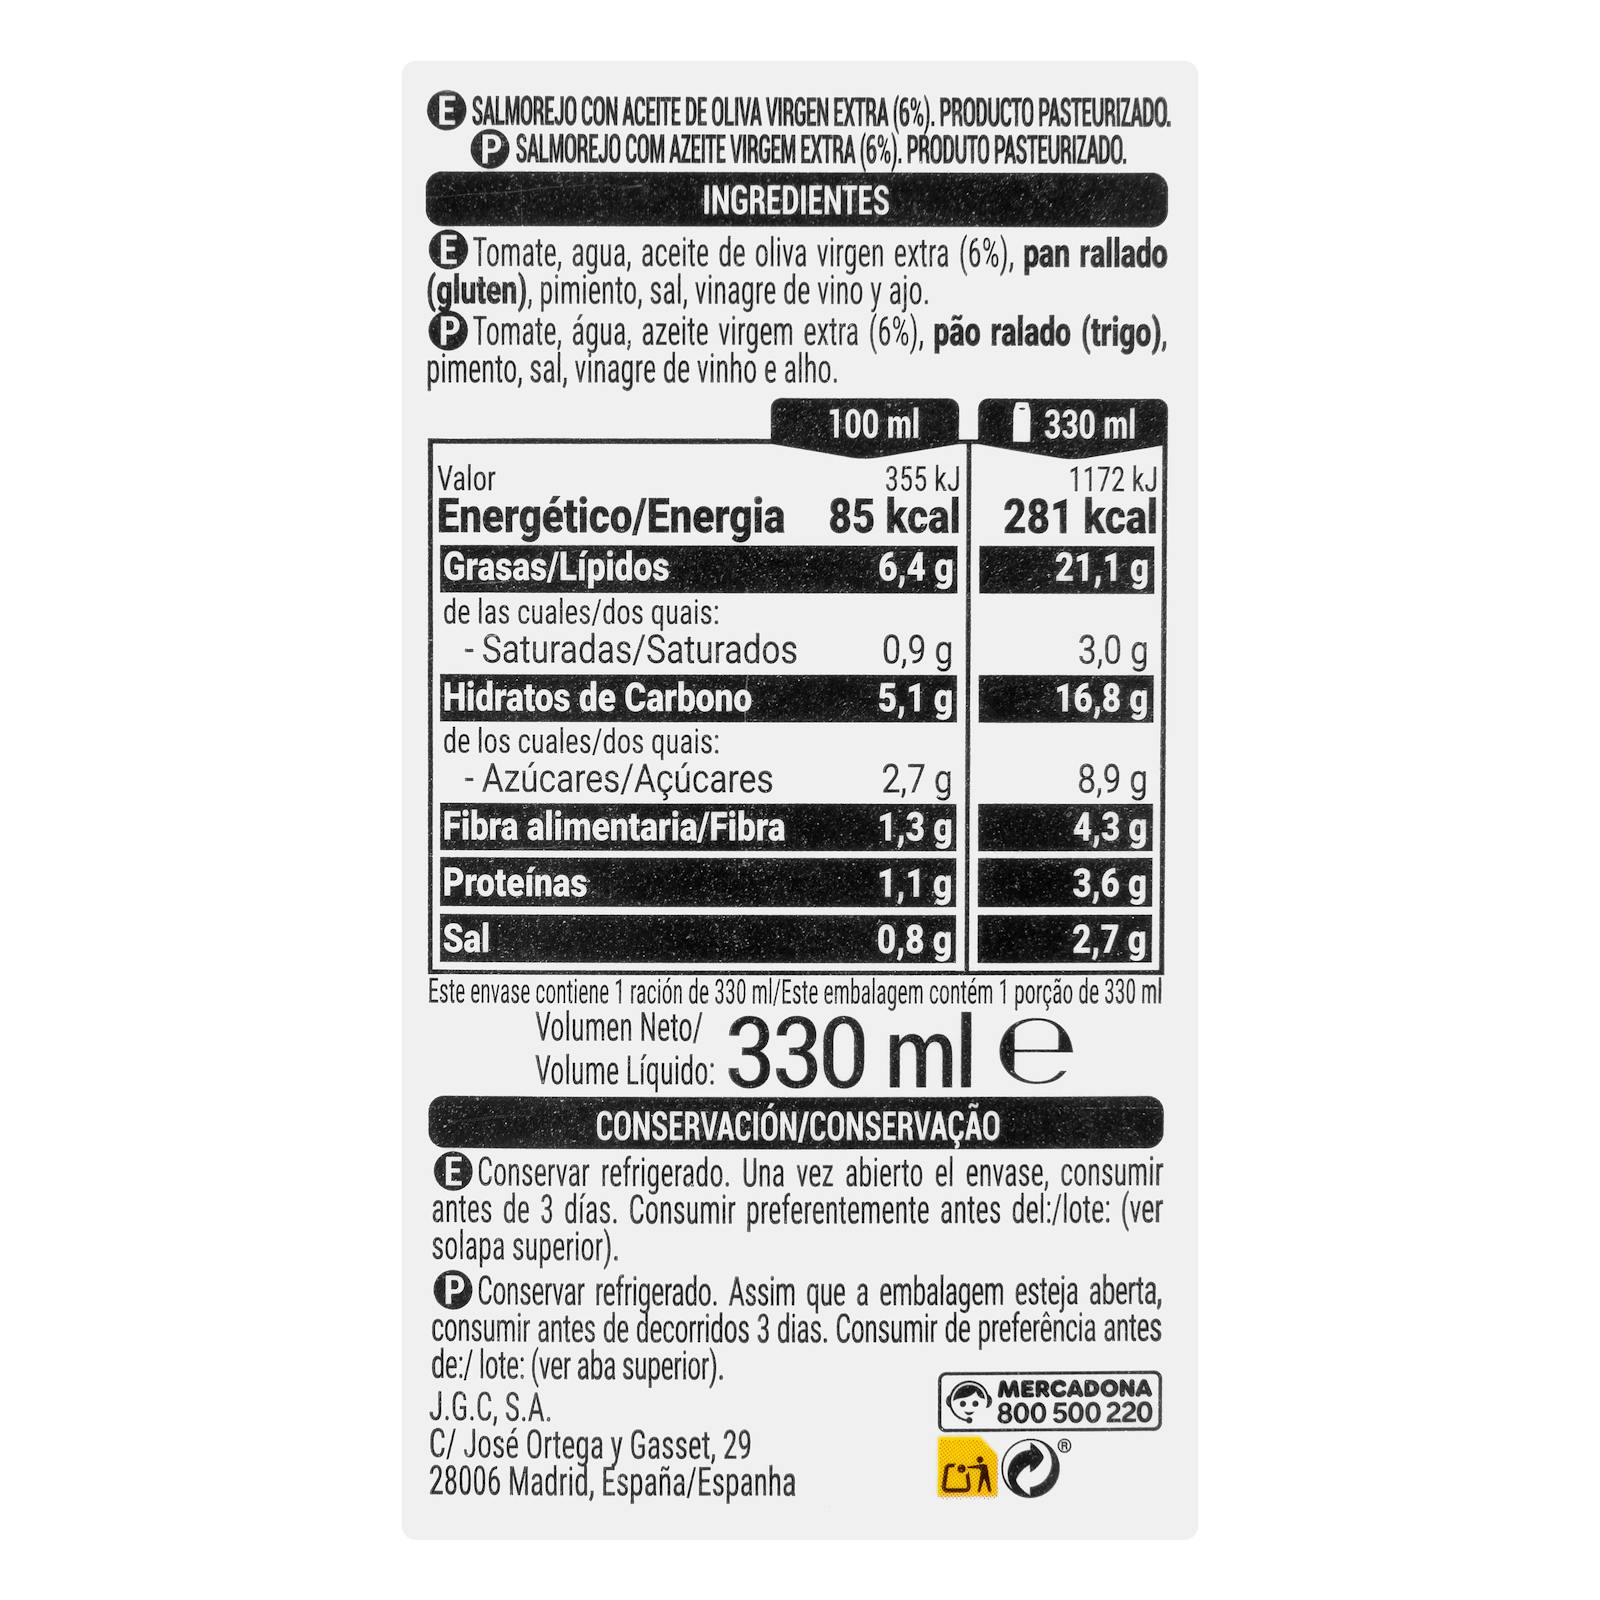 E SALMOREJO CON ACEITE DE OLIVA VIRGEN EXTRA (6%). PRODUCTO PASTEURIZADO.
P SALMOREJO COM AZEITE VIRGEM EXTRA (6%). PRODUTO PASTEURIZADO.
INGREDIENTES
E Tomate, agua, aceite de oliva virgen extra (6%), pan rallado
(gluten), pimiento, sal, vinagre de vino y ajo.
P Tomate, água, azeite virgem extra (6%), pão ralado (trigo),
pimento, sal, vinagre de vinho e alho.
100 ml 330 ml
Valor 355 kJ 1172 kJ
Energético/Energia 85 kcal 281 kcal
Grasas/Lípidos 6,4 g 21,1 g
de las cuales/dos quais:
- Saturadas/Saturados 0,9 g 3,0 g
Hidratos de Carbono 5,1 g 16,8 g
de los cuales/dos quais:
- Azúcares/Açúcares 2,7 g 8,9 g
Fibra alimentaria/Fibra 1,3 g 4,3 g
Proteínas 1,1 g 3,6 g
Sal 0,8 g 2,7 g
Este envase contiene 1 ración de 330 ml/Este embalagem contém 1 porção de 330 ml
Volumen Neto/
Volume Líquido: 330 ml e
CONSERVACIÓN/CONSERVAÇÃO
E Conservar refrigerado. Una vez abierto el envase, consumir
antes de 3 días. Consumir preferentemente antes del:/lote: (ver
solapa superior).
P Conservar refrigerado. Assim que a embalagem esteja aberta,
consumir antes de decorridos 3 dias. Consumir de preferência antes
de:/ lote: (ver aba superior).
J.G.C, S.A.
C/ José Ortega y Gasset, 29
28006 Madrid, España/Espanha
MERCADONA
800 500 220
®